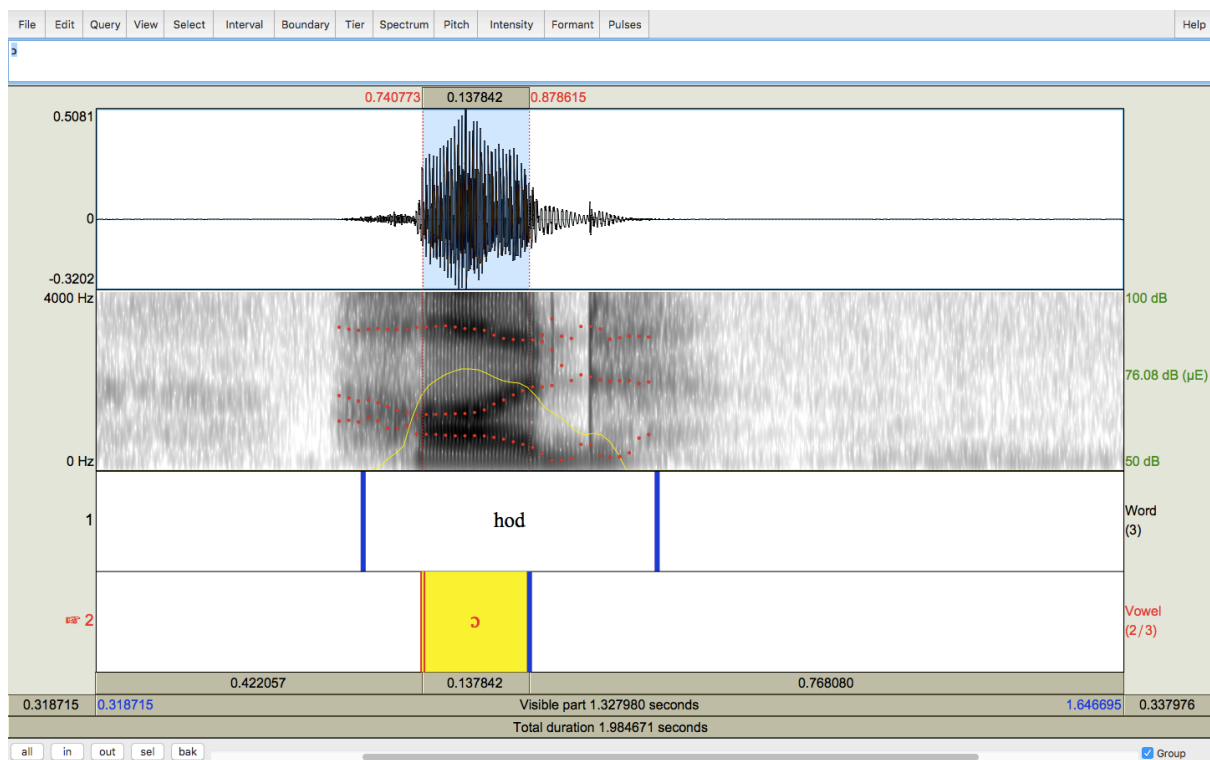 File Edit Query View Select Interval Boundary Tier Spectrum Pitch Intensity Formant Pulses Help
ɔ
0.740773 0.137842 0.878615
0.5081
0
-0.3202
4000 Hz 100 dB
76.08 dB (µE)
0 Hz 50 dB
1 hod Word
(3)
☞ 2 ɔ Vowel
(2/3)
0.422057 0.137842 0.768080
0.318715 0.318715 Visible part 1.327980 seconds 1.646695 0.337976
Total duration 1.984671 seconds
all in out sel bak Group